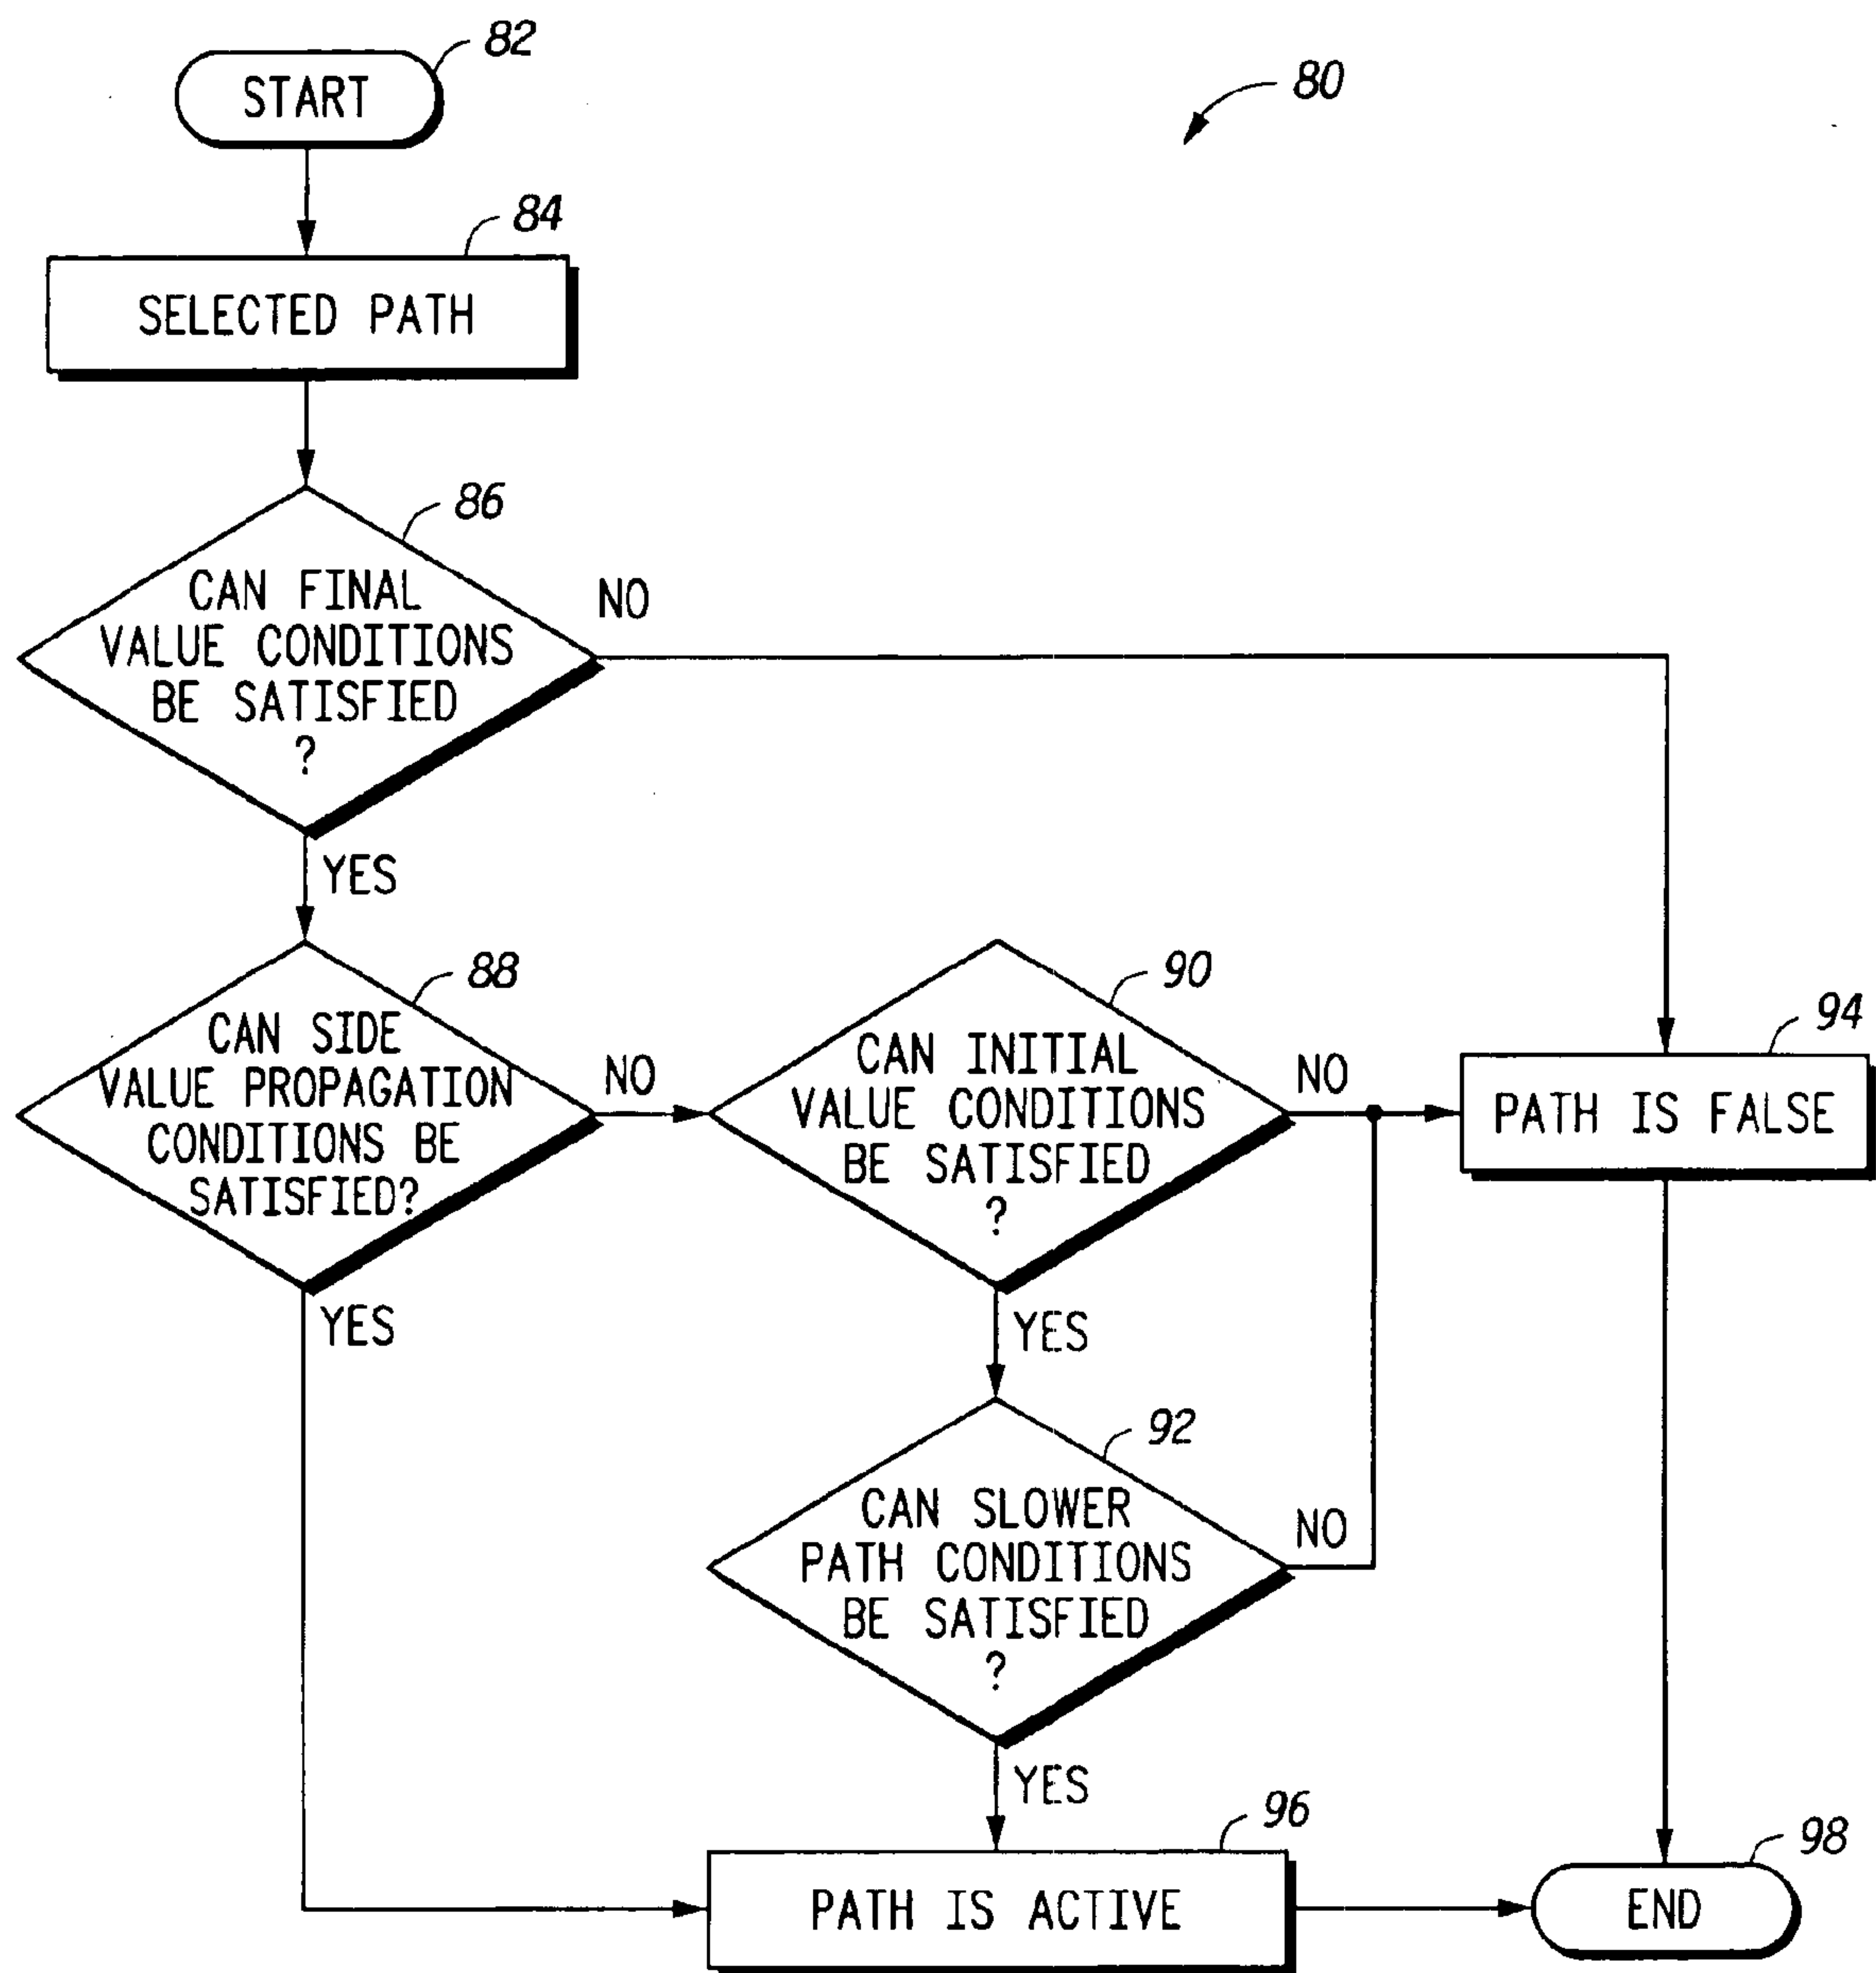 82
START
80
84
SELECTED PATH
86
CAN FINAL
VALUE CONDITIONS
BE SATISFIED
?
NO
YES
88
CAN SIDE
VALUE PROPAGATION
CONDITIONS BE
SATISFIED?
NO
YES
90
CAN INITIAL
VALUE CONDITIONS
BE SATISFIED
?
NO
YES
94
PATH IS FALSE
92
CAN SLOWER
PATH CONDITIONS
BE SATISFIED
?
NO
YES
96
PATH IS ACTIVE
98
END